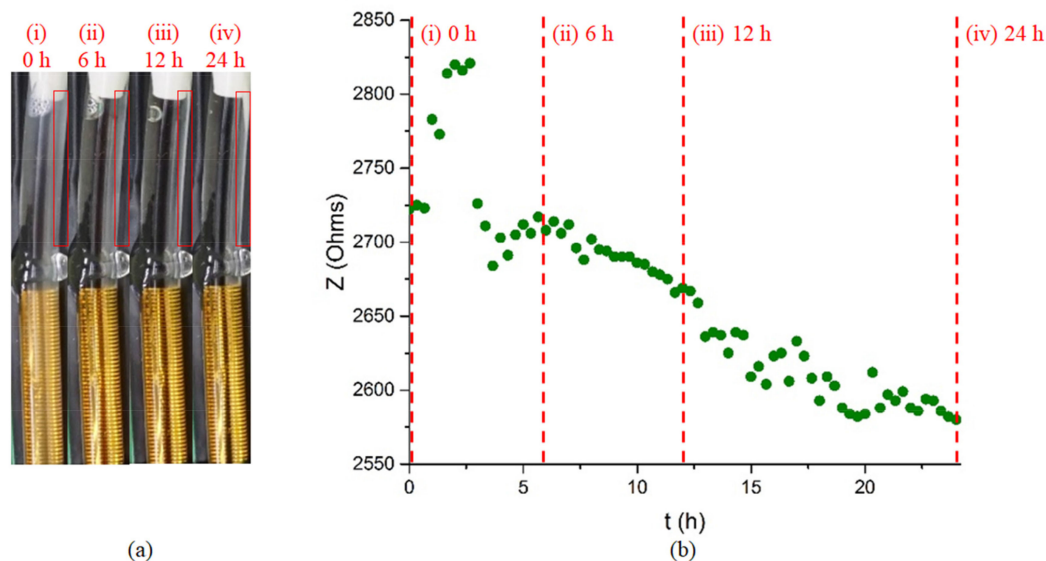 (i) (ii) (iii) (iv)
0 h 6 h 12 h 24 h
(a)
2850
2800
2750
2700
2650
2600
2550
Z (Ohms)
(i) 0 h (ii) 6 h (iii) 12 h (iv) 24 h
0 5 10 15 20
t (h)
(b)